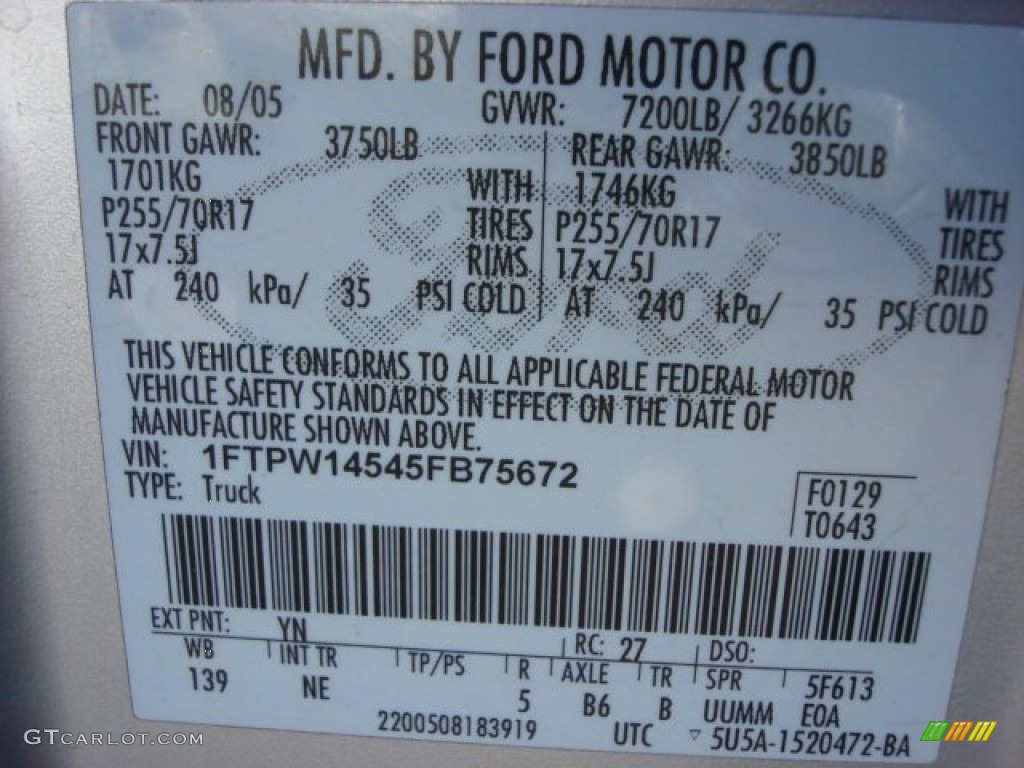 MFD. BY FORD MOTOR CO.
DATE: 08/05 GVWR: 7200LB/ 3266KG
FRONT GAWR: 3750LB REAR GAWR: 3850LB
1701KG WITH 1746KG WITH
P255/70R17 TIRES P255/70R17 TIRES
17x7.5J RIMS 17x7.5J RIMS
AT 240 kPa/ 35 PSI COLD AT 240 kPa/ 35 PSI COLD
THIS VEHICLE CONFORMS TO ALL APPLICABLE FEDERAL MOTOR
VEHICLE SAFETY STANDARDS IN EFFECT ON THE DATE OF
MANUFACTURE SHOWN ABOVE.
VIN: 1FTPW14545FB75672
TYPE: Truck
F0129
T0643
EXT PNT: YN RC: 27 DSO:
WB INT TR TP/PS R AXLE TR SPR 5F613
139 NE 5 B6 B UUMM E0A
2200508183919 UTC ▽ 5U5A-1520472-BA
Ford
GTCARLOT.COM